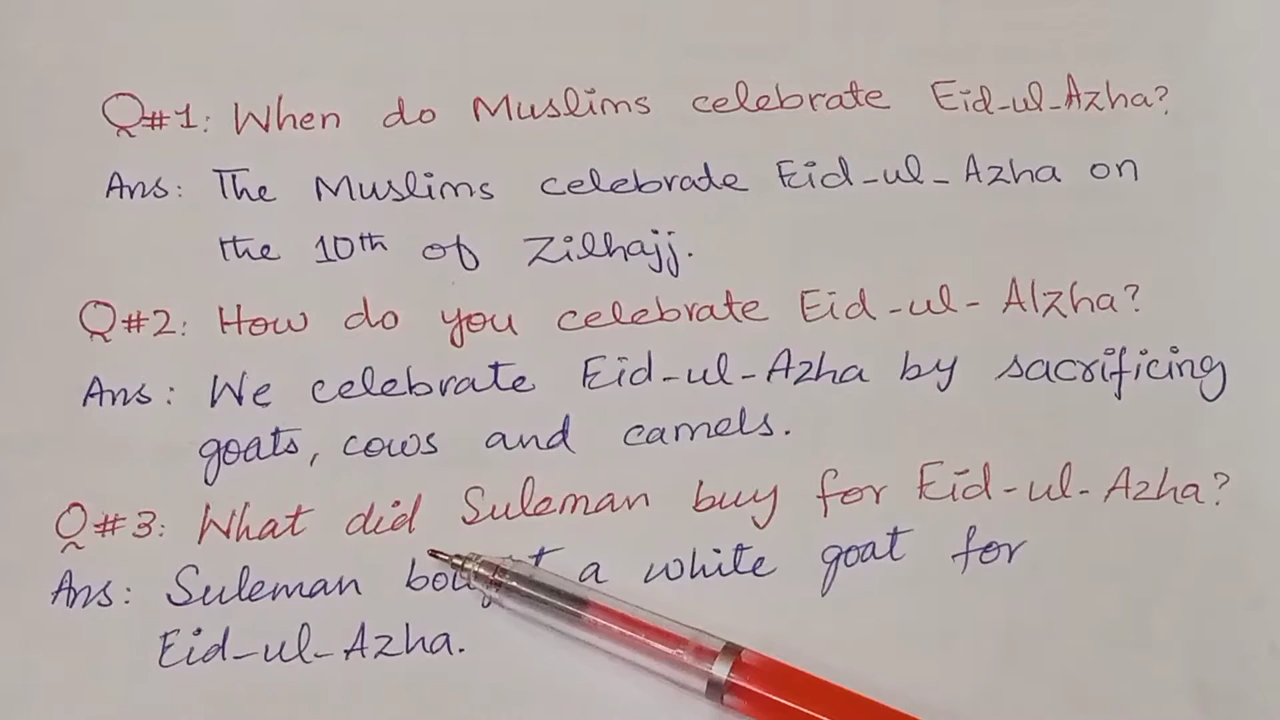 Q#1: When do Muslims celebrate Eid-ul-Azha?
Ans: The Muslims celebrate Eid-ul-Azha on
the 10th of Zilhajj.
Q#2: How do you celebrate Eid-ul-Alzha?
Ans: We celebrate Eid-ul-Azha by sacrificing
goats, cows and camels.
Q#3: What did Suleman buy for Eid-ul-Azha?
Ans: Suleman a white goat for
Eid-ul-Azha.